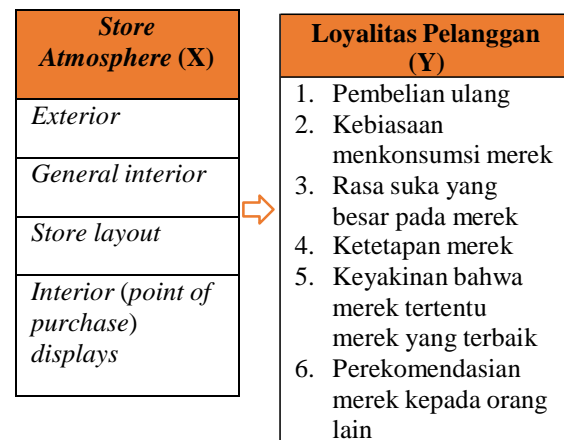 Store
Atmosphere (X)
Exterior
General interior
Store layout
Interior (point of
purchase)
displays
Loyalitas Pelanggan
(Y)
1. Pembelian ulang
2. Kebiasaan
menkonsumsi merek
3. Rasa suka yang
besar pada merek
4. Ketetapan merek
5. Keyakinan bahwa
merek tertentu
merek yang terbaik
6. Perekomendasian
merek kepada orang
lain